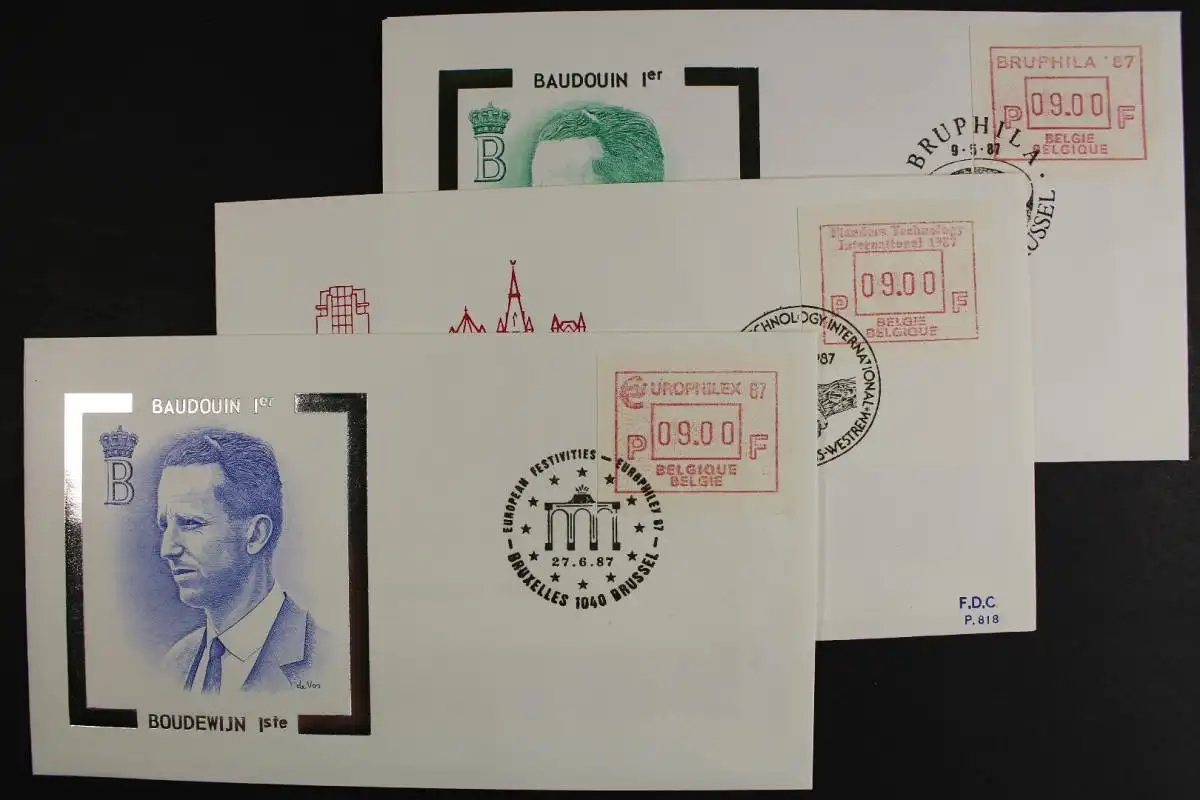 BAUDOUIN 1er
B
BRUPHILA '87
P 09.00 F
BELGIE
BELGIQUE
BRUPHILA ·
9-5-87
Flanders Technology
International 1987
P 09.00 F
BELGIE
BELGIQUE
TECHNOLOGY INTERNATIONAL
S-WESTREM
F.D.C.
P.818
BAUDOUIN 1er
B
de Vos
BOUDEWIJN 1ste
EUROPHILEX 87
P 09.00 F
BELGIQUE
BELGIE
— EUROPEAN FESTIVITIES — EUROPHILEX 87 —
27.6.87
BRUXELLES 1040 BRUSSEL